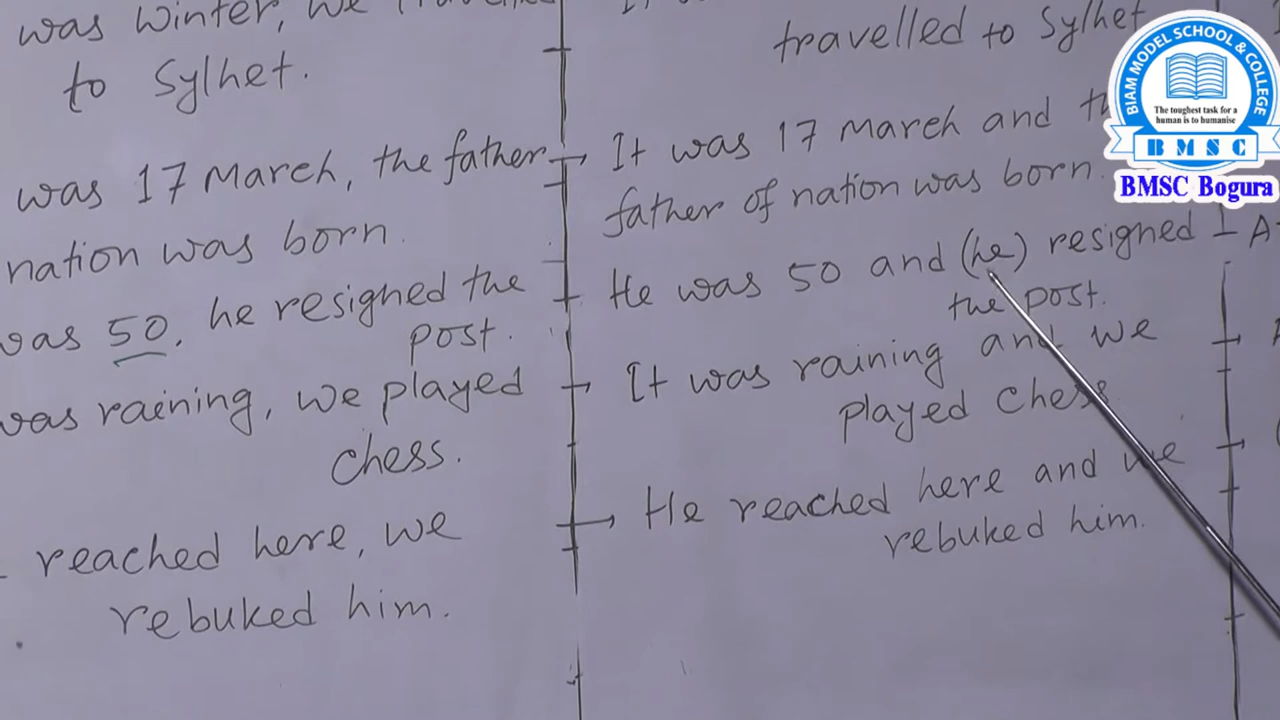 was winter, we
to Sylhet.
was 17 March, the father
nation was born.
was 50, he resigned the
post.
was raining, we played
chess.
reached here, we
rebuked him.
travelled to Sylhet
It was 17 March and
father of nation was born.
He was 50 and (he) resigned
the post.
It was raining and we
played chess
He reached here and we
rebuked him.
BIAM MODEL SCHOOL & COLLEGE
The toughest task for a
human is to humanise
B M S C
BMSC Bogura